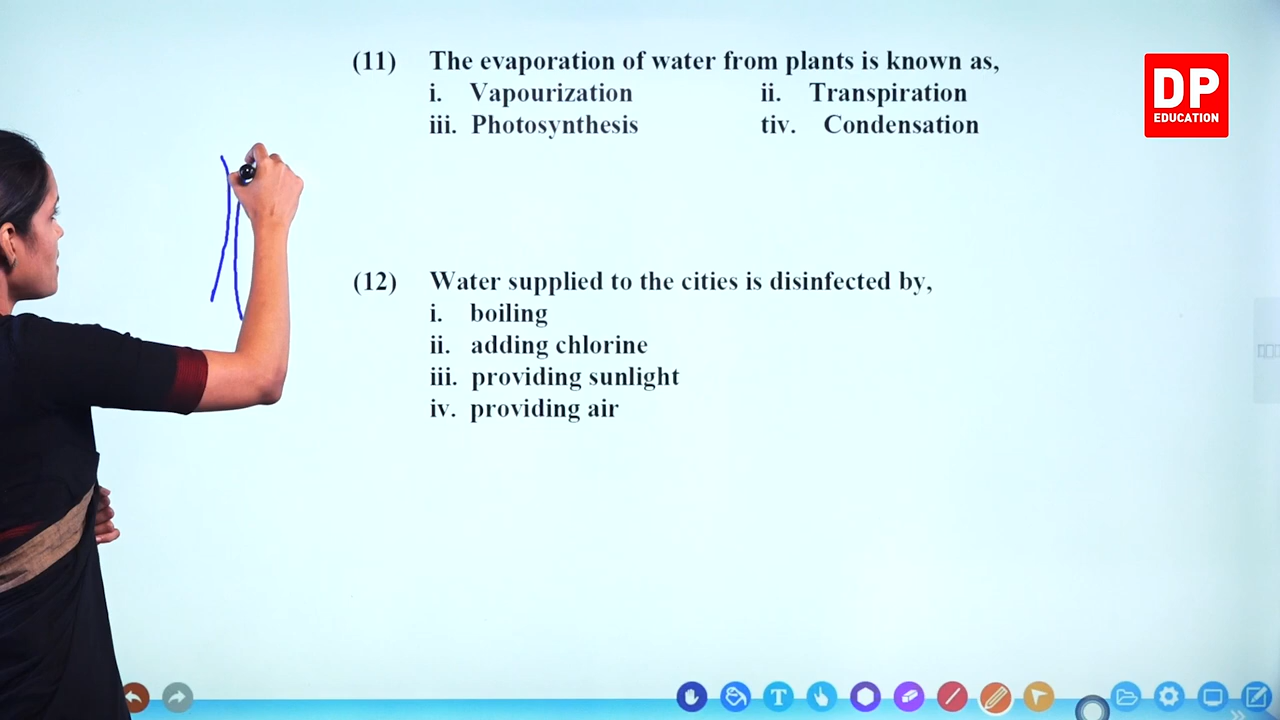 (11) The evaporation of water from plants is known as,
i. Vapourization ii. Transpiration
iii. Photosynthesis tiv. Condensation
DP
EDUCATION
(12) Water supplied to the cities is disinfected by,
i. boiling
ii. adding chlorine
iii. providing sunlight
iv. providing air
T